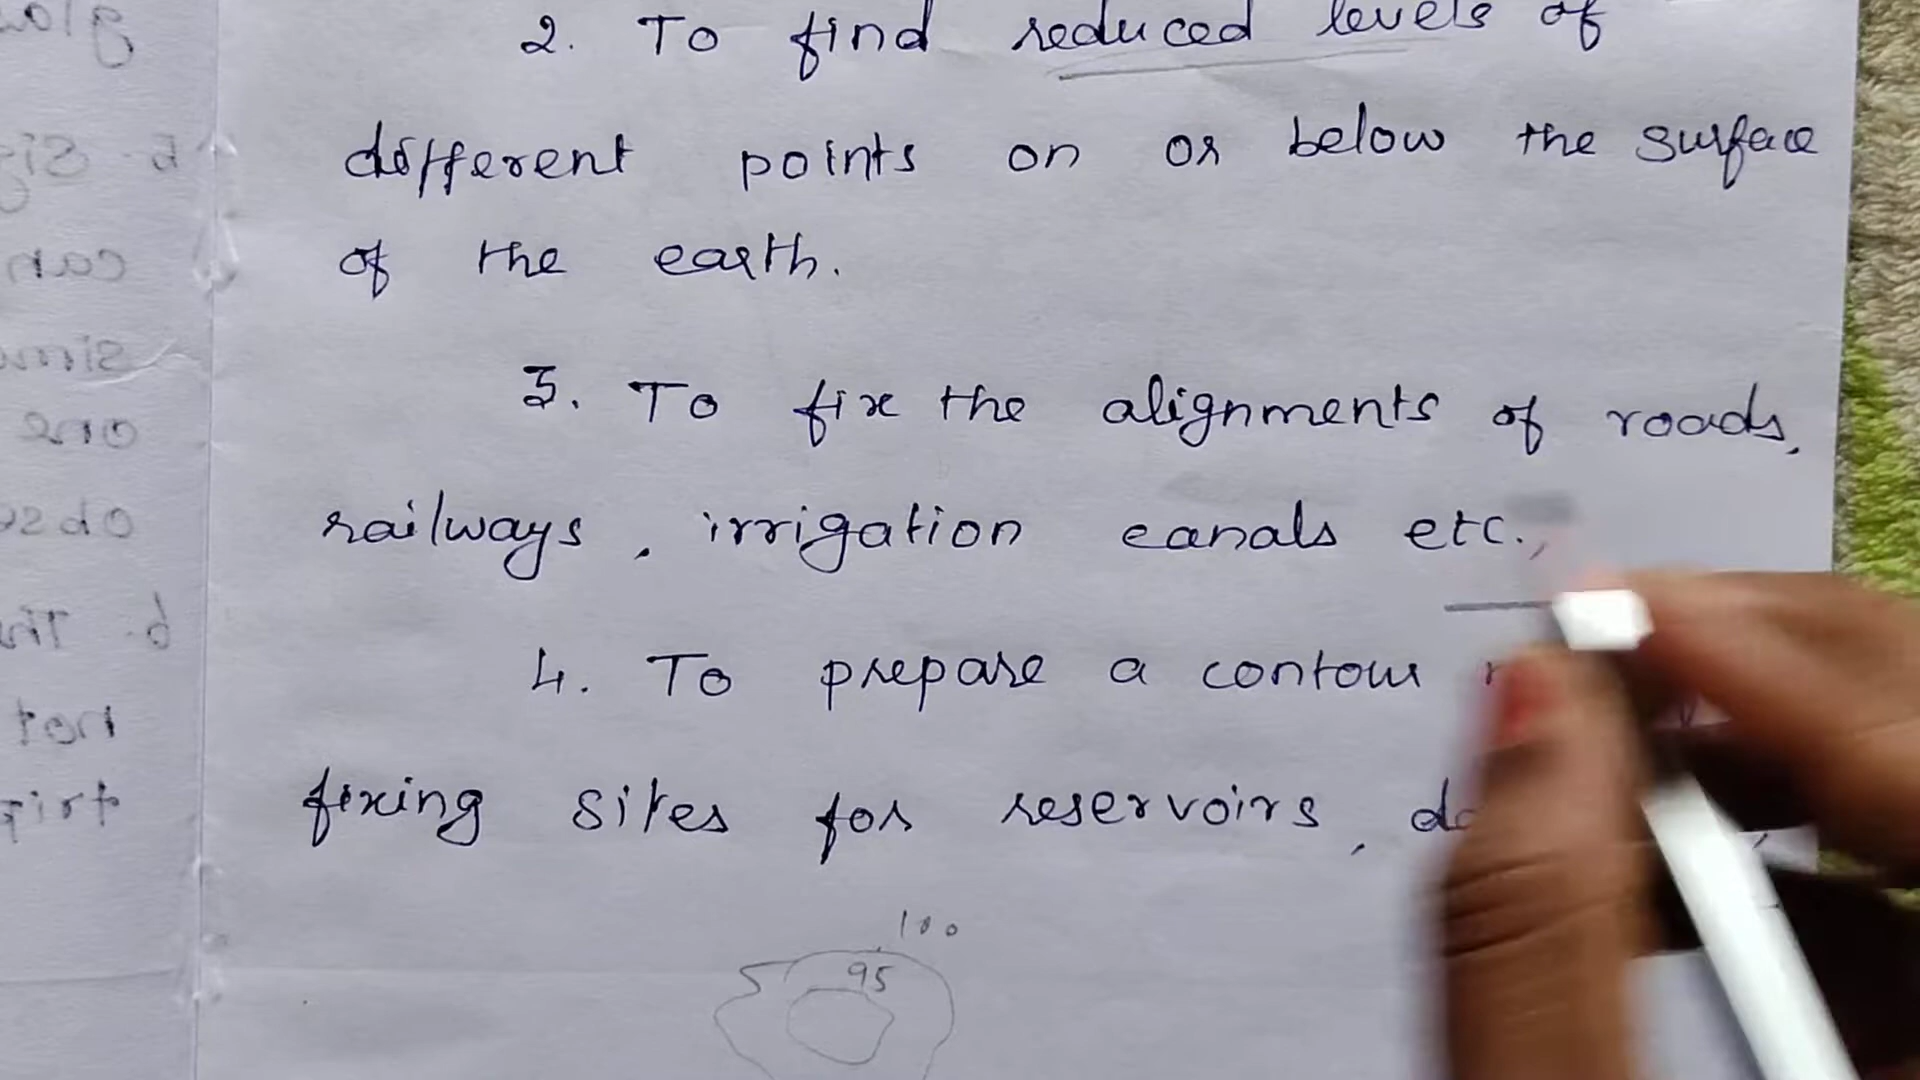 2. To find reduced levels of
different points on or below the surface
of the earth.
3. To fix the alignments of roads,
railways, irrigation canals etc.,
4. To prepare a contour
fixing sites for reservoirs,
100
95